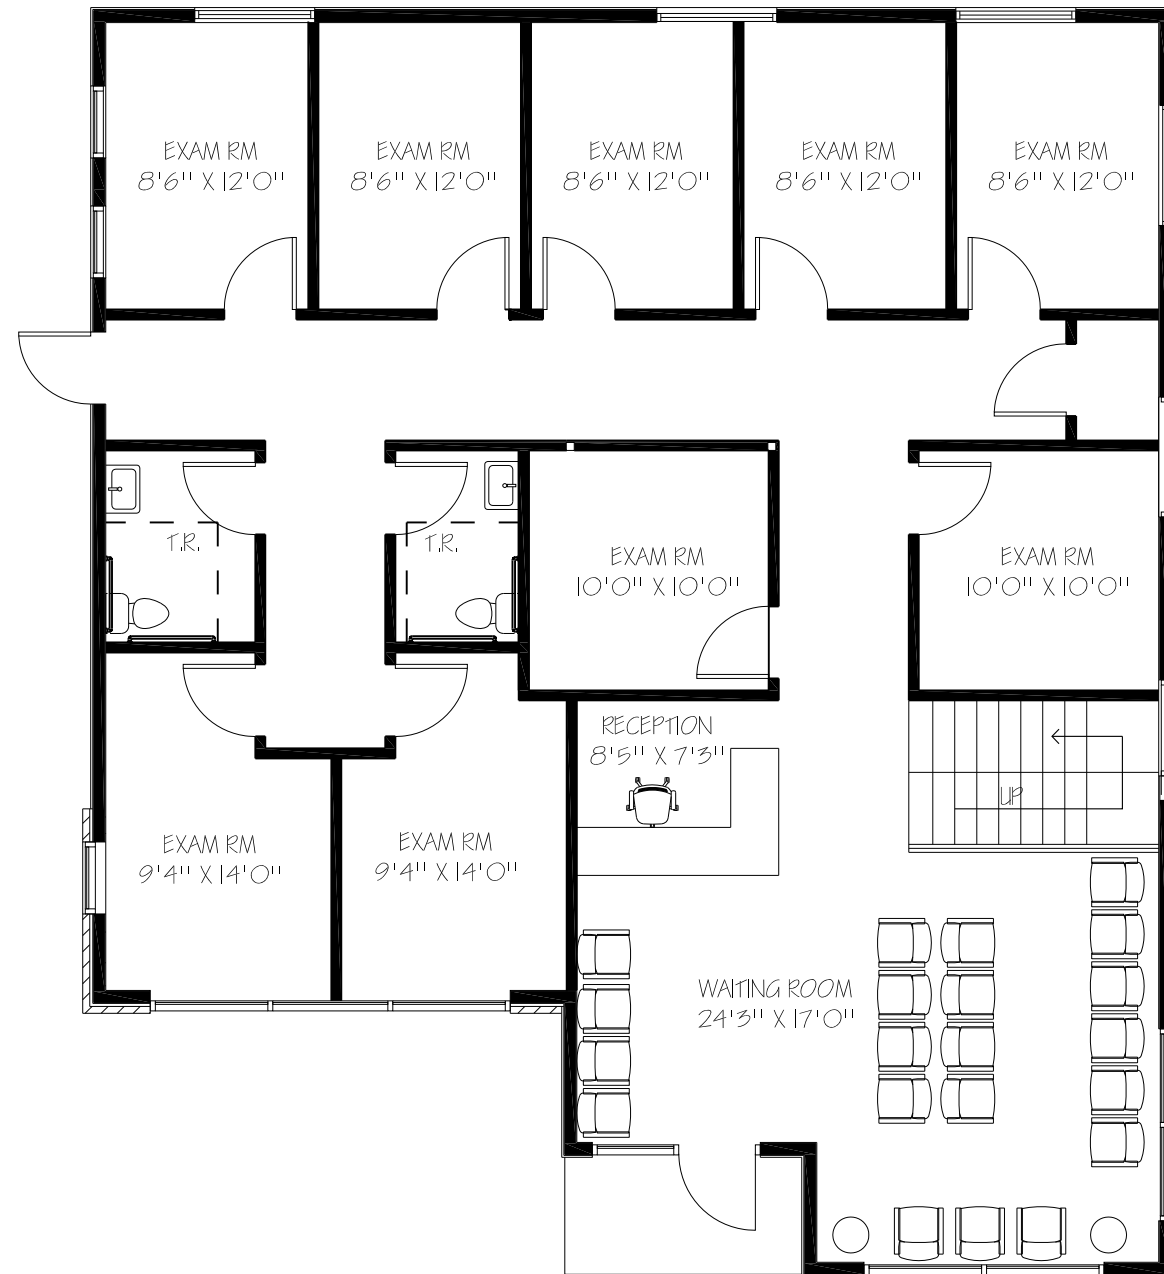 EXAM RM
8'6" X 12'0"
EXAM RM
8'6" X 12'0"
EXAM RM
8'6" X 12'0"
EXAM RM
8'6" X 12'0"
EXAM RM
8'6" X 12'0"
T.R.
T.R.
EXAM RM
10'0" X 10'0"
EXAM RM
10'0" X 10'0"
RECEPTION
8'5" X 7'3"
UP
EXAM RM
9'4" X 14'0"
EXAM RM
9'4" X 14'0"
WAITING ROOM
24'3" X 17'0"